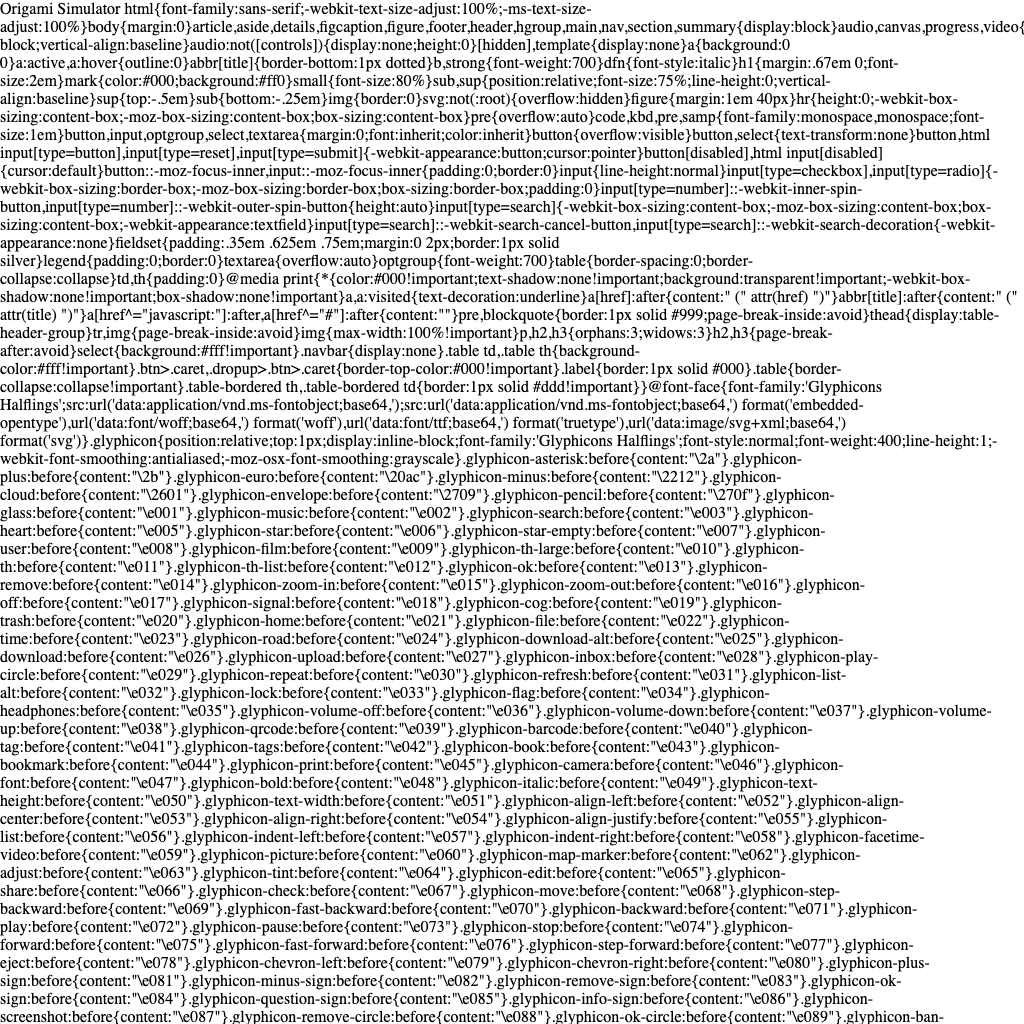 Origami Simulator html{font-family:sans-serif;-webkit-text-size-adjust:100%;-ms-text-size-
adjust:100%}body{margin:0}article,aside,details,figcaption,figure,footer,header,hgroup,main,nav,section,summary{display:block}audio,canvas,progress,video{
block;vertical-align:baseline}audio:not([controls]){display:none;height:0}[hidden],template{display:none}a{background:0
0}a:active,a:hover{outline:0}abbr[title]{border-bottom:1px dotted}b,strong{font-weight:700}dfn{font-style:italic}h1{margin:.67em 0;font-
size:2em}mark{color:#000;background:#ff0}small{font-size:80%}sub,sup{position:relative;font-size:75%;line-height:0;vertical-
align:baseline}sup{top:-.5em}sub{bottom:-.25em}img{border:0}svg:not(:root){overflow:hidden}figure{margin:1em 40px}hr{height:0;-webkit-box-
sizing:content-box;-moz-box-sizing:content-box;box-sizing:content-box}pre{overflow:auto}code,kbd,pre,samp{font-family:monospace,monospace;font-
size:1em}button,input,optgroup,select,textarea{margin:0;font:inherit;color:inherit}button{overflow:visible}button,select{text-transform:none}button,html
input[type=button],input[type=reset],input[type=submit]{-webkit-appearance:button;cursor:pointer}button[disabled],html input[disabled]
{cursor:default}button::-moz-focus-inner,input::-moz-focus-inner{padding:0;border:0}input{line-height:normal}input[type=checkbox],input[type=radio]{-
webkit-box-sizing:border-box;-moz-box-sizing:border-box;box-sizing:border-box;padding:0}input[type=number]::-webkit-inner-spin-
button,input[type=number]::-webkit-outer-spin-button{height:auto}input[type=search]{-webkit-box-sizing:content-box;-moz-box-sizing:content-box;box-
sizing:content-box;-webkit-appearance:textfield}input[type=search]::-webkit-search-cancel-button,input[type=search]::-webkit-search-decoration{-webkit-
appearance:none}fieldset{padding:.35em .625em .75em;margin:0 2px;border:1px solid
silver}legend{padding:0;border:0}textarea{overflow:auto}optgroup{font-weight:700}table{border-spacing:0;border-
collapse:collapse}td,th{padding:0}@media print{*{color:#000!important;text-shadow:none!important;background:transparent!important;-webkit-box-
shadow:none!important;box-shadow:none!important}a,a:visited{text-decoration:underline}a[href]:after{content:" (" attr(href) ")"}abbr[title]:after{content:" ("
attr(title) ")"}a[href^="javascript:"]:after,a[href^="#"]:after{content:""}pre,blockquote{border:1px solid #999;page-break-inside:avoid}thead{display:table-
header-group}tr,img{page-break-inside:avoid}img{max-width:100%!important}p,h2,h3{orphans:3;widows:3}h2,h3{page-break-
after:avoid}select{background:#fff!important}.navbar{display:none}.table td,.table th{background-
color:#fff!important}.btn>.caret,.dropup>.btn>.caret{border-top-color:#000!important}.label{border:1px solid #000}.table{border-
collapse:collapse!important}.table-bordered th,.table-bordered td{border:1px solid #ddd!important}}@font-face{font-family:'Glyphicons
Halflings';src:url('data:application/vnd.ms-fontobject;base64,');src:url('data:application/vnd.ms-fontobject;base64,') format('embedded-
opentype'),url('data:font/woff;base64,') format('woff'),url('data:font/ttf;base64,') format('truetype'),url('data:image/svg+xml;base64,')
format('svg')}.glyphicon{position:relative;top:1px;display:inline-block;font-family:'Glyphicons Halflings';font-style:normal;font-weight:400;line-height:1;-
webkit-font-smoothing:antialiased;-moz-osx-font-smoothing:grayscale}.glyphicon-asterisk:before{content:"\2a"}.glyphicon-
plus:before{content:"\2b"}.glyphicon-euro:before{content:"\20ac"}.glyphicon-minus:before{content:"\2212"}.glyphicon-
cloud:before{content:"\2601"}.glyphicon-envelope:before{content:"\2709"}.glyphicon-pencil:before{content:"\270f"}.glyphicon-
glass:before{content:"\e001"}.glyphicon-music:before{content:"\e002"}.glyphicon-search:before{content:"\e003"}.glyphicon-
heart:before{content:"\e005"}.glyphicon-star:before{content:"\e006"}.glyphicon-star-empty:before{content:"\e007"}.glyphicon-
user:before{content:"\e008"}.glyphicon-film:before{content:"\e009"}.glyphicon-th-large:before{content:"\e010"}.glyphicon-
th:before{content:"\e011"}.glyphicon-th-list:before{content:"\e012"}.glyphicon-ok:before{content:"\e013"}.glyphicon-
remove:before{content:"\e014"}.glyphicon-zoom-in:before{content:"\e015"}.glyphicon-zoom-out:before{content:"\e016"}.glyphicon-
off:before{content:"\e017"}.glyphicon-signal:before{content:"\e018"}.glyphicon-cog:before{content:"\e019"}.glyphicon-
trash:before{content:"\e020"}.glyphicon-home:before{content:"\e021"}.glyphicon-file:before{content:"\e022"}.glyphicon-
time:before{content:"\e023"}.glyphicon-road:before{content:"\e024"}.glyphicon-download-alt:before{content:"\e025"}.glyphicon-
download:before{content:"\e026"}.glyphicon-upload:before{content:"\e027"}.glyphicon-inbox:before{content:"\e028"}.glyphicon-play-
circle:before{content:"\e029"}.glyphicon-repeat:before{content:"\e030"}.glyphicon-refresh:before{content:"\e031"}.glyphicon-list-
alt:before{content:"\e032"}.glyphicon-lock:before{content:"\e033"}.glyphicon-flag:before{content:"\e034"}.glyphicon-
headphones:before{content:"\e035"}.glyphicon-volume-off:before{content:"\e036"}.glyphicon-volume-down:before{content:"\e037"}.glyphicon-volume-
up:before{content:"\e038"}.glyphicon-qrcode:before{content:"\e039"}.glyphicon-barcode:before{content:"\e040"}.glyphicon-
tag:before{content:"\e041"}.glyphicon-tags:before{content:"\e042"}.glyphicon-book:before{content:"\e043"}.glyphicon-
bookmark:before{content:"\e044"}.glyphicon-print:before{content:"\e045"}.glyphicon-camera:before{content:"\e046"}.glyphicon-
font:before{content:"\e047"}.glyphicon-bold:before{content:"\e048"}.glyphicon-italic:before{content:"\e049"}.glyphicon-text-
height:before{content:"\e050"}.glyphicon-text-width:before{content:"\e051"}.glyphicon-align-left:before{content:"\e052"}.glyphicon-align-
center:before{content:"\e053"}.glyphicon-align-right:before{content:"\e054"}.glyphicon-align-justify:before{content:"\e055"}.glyphicon-
list:before{content:"\e056"}.glyphicon-indent-left:before{content:"\e057"}.glyphicon-indent-right:before{content:"\e058"}.glyphicon-facetime-
video:before{content:"\e059"}.glyphicon-picture:before{content:"\e060"}.glyphicon-map-marker:before{content:"\e062"}.glyphicon-
adjust:before{content:"\e063"}.glyphicon-tint:before{content:"\e064"}.glyphicon-edit:before{content:"\e065"}.glyphicon-
share:before{content:"\e066"}.glyphicon-check:before{content:"\e067"}.glyphicon-move:before{content:"\e068"}.glyphicon-step-
backward:before{content:"\e069"}.glyphicon-fast-backward:before{content:"\e070"}.glyphicon-backward:before{content:"\e071"}.glyphicon-
play:before{content:"\e072"}.glyphicon-pause:before{content:"\e073"}.glyphicon-stop:before{content:"\e074"}.glyphicon-
forward:before{content:"\e075"}.glyphicon-fast-forward:before{content:"\e076"}.glyphicon-step-forward:before{content:"\e077"}.glyphicon-
eject:before{content:"\e078"}.glyphicon-chevron-left:before{content:"\e079"}.glyphicon-chevron-right:before{content:"\e080"}.glyphicon-plus-
sign:before{content:"\e081"}.glyphicon-minus-sign:before{content:"\e082"}.glyphicon-remove-sign:before{content:"\e083"}.glyphicon-ok-
sign:before{content:"\e084"}.glyphicon-question-sign:before{content:"\e085"}.glyphicon-info-sign:before{content:"\e086"}.glyphicon-
screenshot:before{content:"\e087"}.glyphicon-remove-circle:before{content:"\e088"}.glyphicon-ok-circle:before{content:"\e089"}.glyphicon-ban-